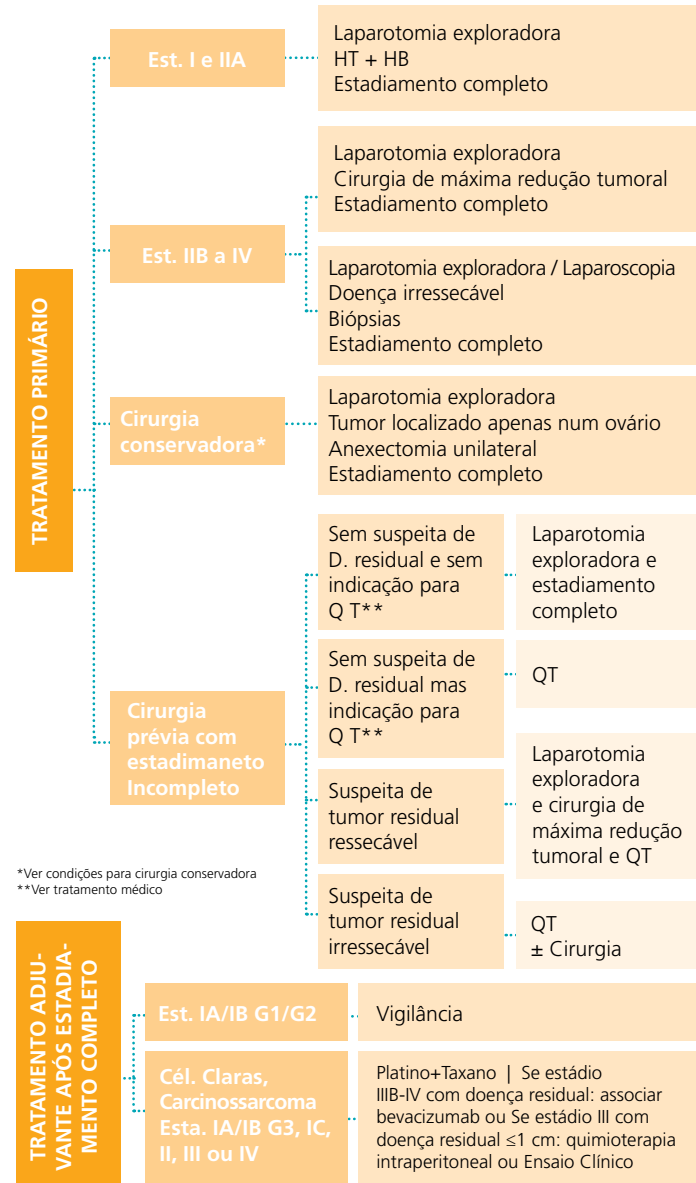 TRATAMENTO PRIMÁRIO
Est. I e IIA
Laparotomia exploradora
HT + HB
Estadiamento completo
Est. IIB a IV
Laparotomia exploradora
Cirurgia de máxima redução tumoral
Estadiamento completo
Laparotomia exploradora / Laparoscopia
Doença irressecável
Biópsias
Estadiamento completo
Cirurgia
conservadora*
Laparotomia exploradora
Tumor localizado apenas num ovário
Anexectomia unilateral
Estadiamento completo
Cirurgia
prévia com
estadimaneto
Incompleto
Sem suspeita de
D. residual e sem
indicação para
Q T**
Laparotomia
exploradora e
estadiamento
completo
Sem suspeita de
D. residual mas
indicação para
Q T**
QT
Suspeita de
tumor residual
ressecável
Laparotomia
exploradora
e cirurgia de
máxima redução
tumoral e QT
Suspeita de
tumor residual
irressecável
QT
± Cirurgia
*Ver condições para cirurgia conservadora
**Ver tratamento médico
TRATAMENTO ADJU-
VANTE APÓS ESTADIA-
MENTO COMPLETO
Est. IA/IB G1/G2
Vigilância
Cél. Claras,
Carcinossarcoma
Esta. IA/IB G3, IC,
II, III ou IV
Platino+Taxano | Se estádio
IIIB-IV com doença residual: associar
bevacizumab ou Se estádio III com
doença residual ≤1 cm: quimioterapia
intraperitoneal ou Ensaio Clínico